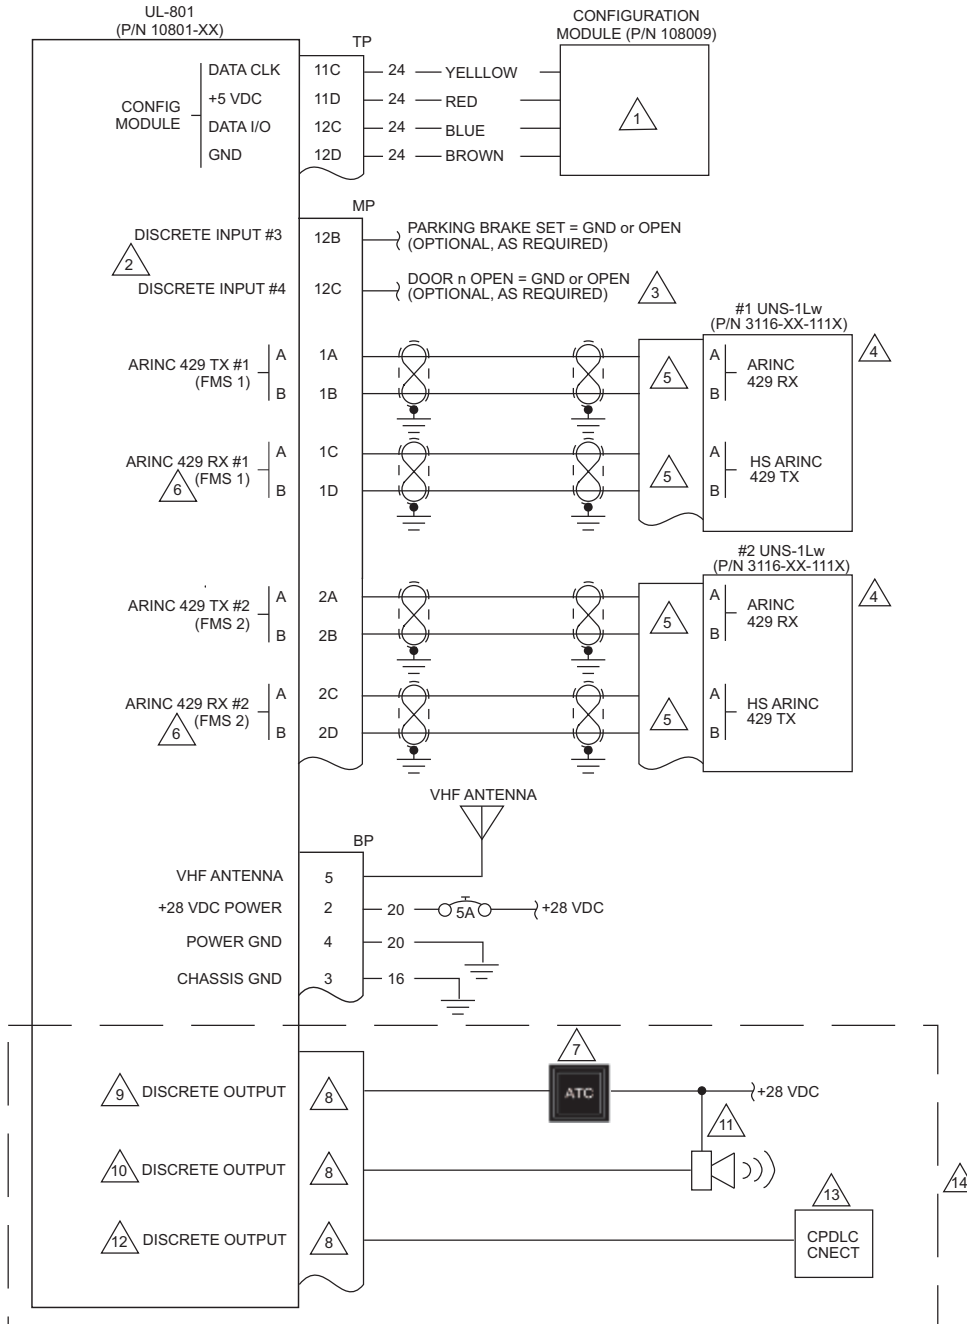 UL-801
(P/N 10801-XX)
CONFIGURATION
MODULE (P/N 108009)
TP
CONFIG
MODULE
DATA CLK
11C
24
YELLLOW
+5 VDC
11D
24
RED
DATA I/O
12C
24
BLUE
GND
12D
24
BROWN
1
MP
DISCRETE INPUT #3
12B
PARKING BRAKE SET = GND or OPEN
(OPTIONAL, AS REQUIRED)
2
DISCRETE INPUT #4
12C
DOOR n OPEN = GND or OPEN
(OPTIONAL, AS REQUIRED)
3
#1 UNS-1Lw
(P/N 3116-XX-111X)
4
ARINC 429 TX #1
(FMS 1)
A
1A
B
1B
5
A
B
ARINC
429 RX
ARINC 429 RX #1
(FMS 1)
6
A
1C
B
1D
5
A
B
HS ARINC
429 TX
#2 UNS-1Lw
(P/N 3116-XX-111X)
4
ARINC 429 TX #2
(FMS 2)
A
2A
B
2B
5
A
B
ARINC
429 RX
ARINC 429 RX #2
(FMS 2)
6
A
2C
B
2D
5
A
B
HS ARINC
429 TX
VHF ANTENNA
BP
VHF ANTENNA
5
+28 VDC POWER
2
20
5A
+28 VDC
POWER GND
4
20
CHASSIS GND
3
16
7
9
DISCRETE OUTPUT
8
ATC
+28 VDC
11
10
DISCRETE OUTPUT
8
14
13
12
DISCRETE OUTPUT
8
CPDLC
CNECT